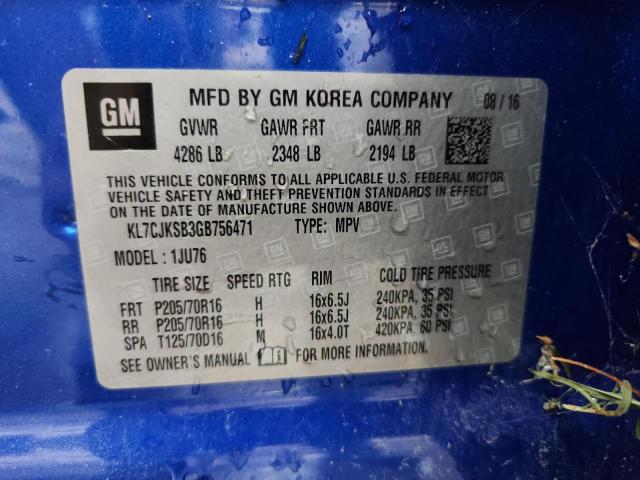 GM MFD BY GM KOREA COMPANY 08/16
GVWR GAWR FRT GAWR RR
4286 LB 2348 LB 2194 LB
THIS VEHICLE CONFORMS TO ALL APPLICABLE U.S. FEDERAL MOTOR
VEHICLE SAFETY AND THEFT PREVENTION STANDARDS IN EFFECT
ON THE DATE OF MANUFACTURE SHOWN ABOVE.
KL7CJKSB3GB756471 TYPE: MPV
MODEL : 1JU76
TIRE SIZE SPEED RTG RIM COLD TIRE PRESSURE
FRT P205/70R16 H 16x6.5J 240KPA, 35 PSI
RR P205/70R16 H 16x6.5J 240KPA, 35 PSI
SPA T125/70D16 M 16x4.0T 420KPA, 60 PSI
SEE OWNER'S MANUAL FOR MORE INFORMATION.